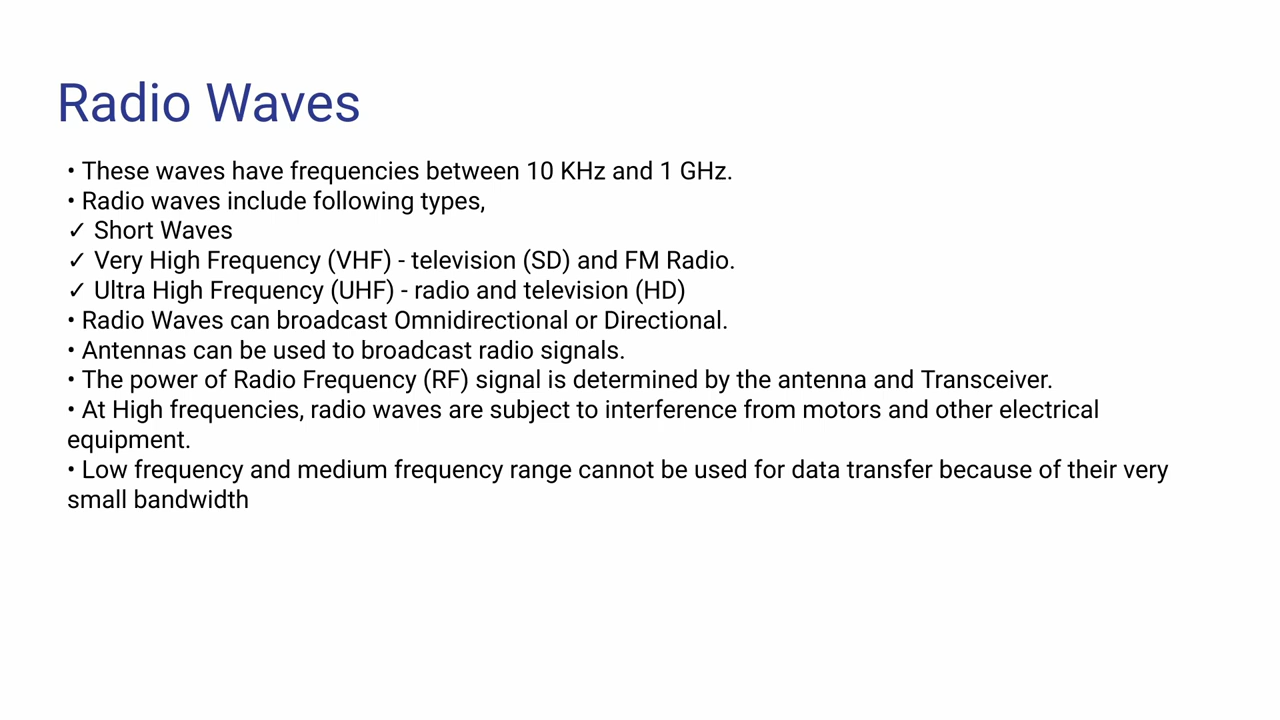 Radio Waves
• These waves have frequencies between 10 KHz and 1 GHz.
• Radio waves include following types,
✓ Short Waves
✓ Very High Frequency (VHF) - television (SD) and FM Radio.
✓ Ultra High Frequency (UHF) - radio and television (HD)
• Radio Waves can broadcast Omnidirectional or Directional.
• Antennas can be used to broadcast radio signals.
• The power of Radio Frequency (RF) signal is determined by the antenna and Transceiver.
• At High frequencies, radio waves are subject to interference from motors and other electrical
equipment.
• Low frequency and medium frequency range cannot be used for data transfer because of their very
small bandwidth